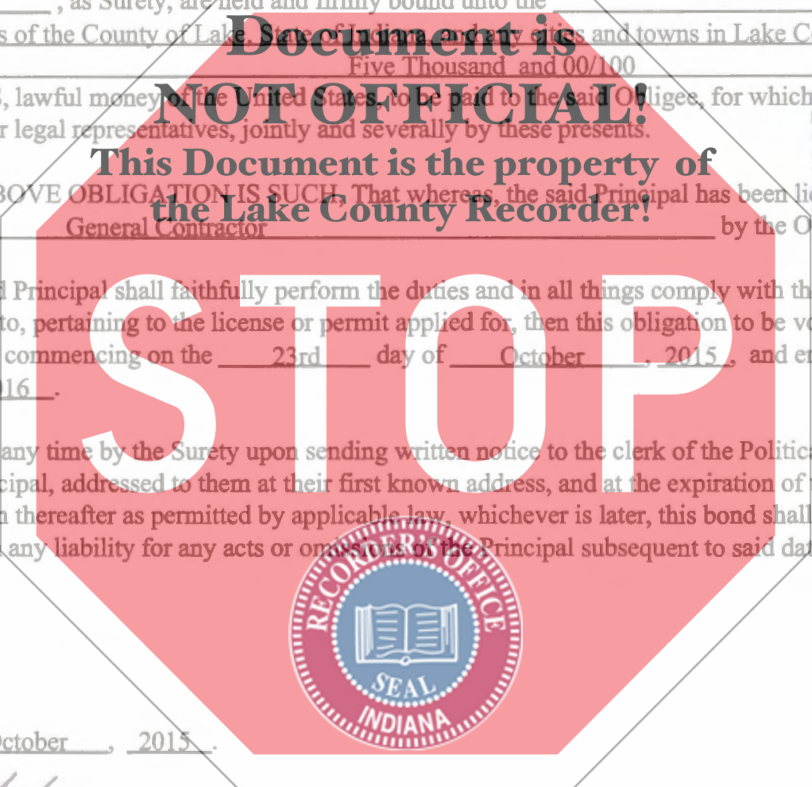 , as Surety, are held and firmly bound unto the
s of the County of Lake, State of Indiana, and any cities and towns in Lake C
Document is
Five Thousand and 00/100
NOT OFFICIAL!
, lawful money of the United States, to be paid to the said Obligee, for which
r legal representatives, jointly and severally by these presents.
This Document is the property of
BOVE OBLIGATION IS SUCH, That whereas, the said Principal has been lic
the Lake County Recorder!
General Contractor by the O
STOP
d Principal shall faithfully perform the duties and in all things comply with th
to, pertaining to the license or permit applied for, then this obligation to be v
commencing on the 23rd day of October , 2015 , and en
16 .
any time by the Surety upon sending written notice to the clerk of the Politica
cipal, addressed to them at their first known address, and at the expiration of
n thereafter as permitted by applicable law, whichever is later, this bond shall
any liability for any acts or omissions of the Principal subsequent to said dat
RECORDER'S OFFICE
SEAL
INDIANA
ctober , 2015 .